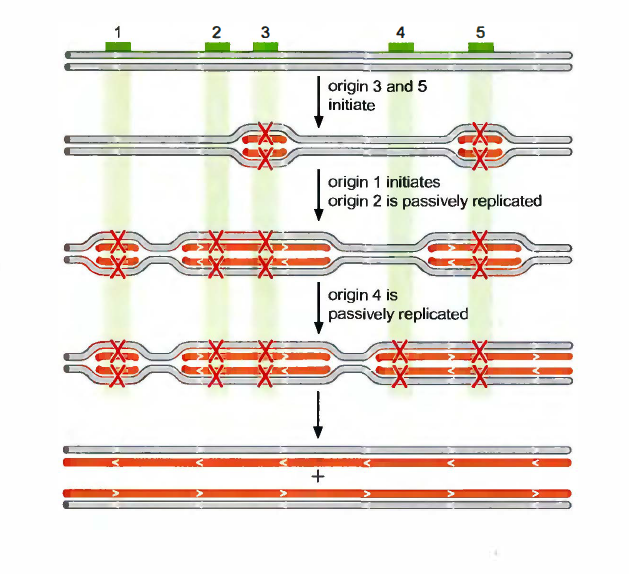 1 2 3 4 5
origin 3 and 5
initiate
origin 1 initiates
origin 2 is passively replicated
origin 4 is
passively replicated
+